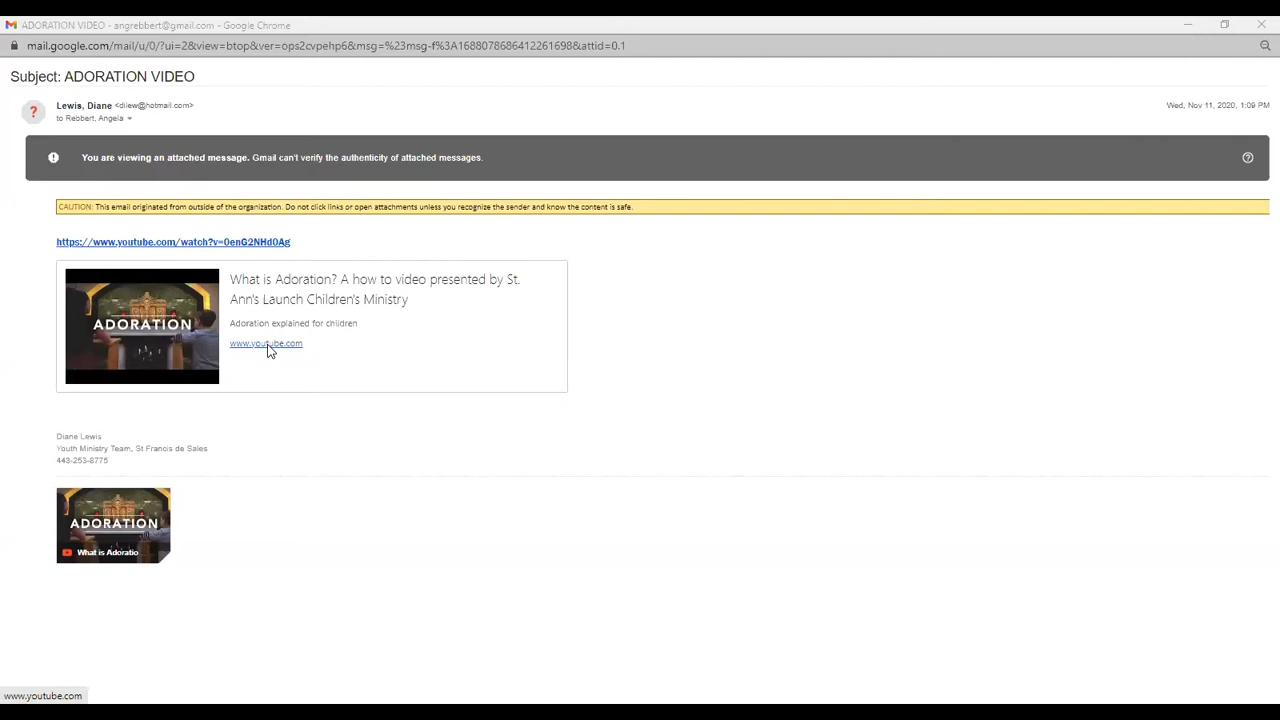 ADORATION VIDEO - angrebbert@gmail.com - Google Chrome
mail.google.com/mail/u/0/?ui=2&view=btop&ver=ops2cvpehp6&msg=%23msg-f%3A1688078686412261698&attid=0.1
Subject: ADORATION VIDEO
Lewis, Diane <dilew@hotmail.com>
Wed, Nov 11, 2020, 1:09 PM
?
to Rebbert, Angela
You are viewing an attached message. Gmail can't verify the authenticity of attached messages.
CAUTION: This email originated from outside of the organization. Do not click links or open attachments unless you recognize the sender and know the content is safe.
https://www.youtube.com/watch?v=0enG2NHd0Ag
What is Adoration? A how to video presented by St.
Ann's Launch Children's Ministry
ADORATION
Adoration explained for children
www.youtube.com
Diane Lewis
Youth Ministry Team, St Francis de Sales
443-253-8775
ADORATION
What is Adoratio
www.youtube.com